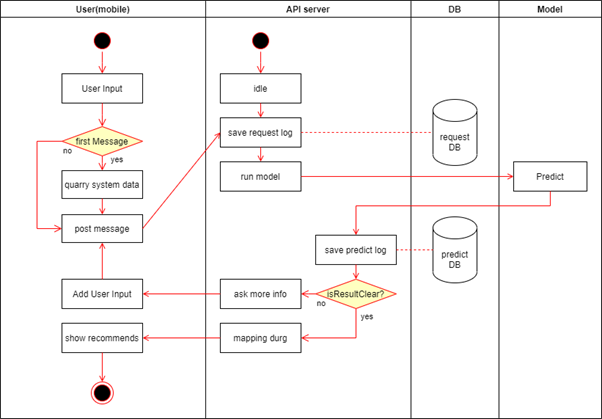 User(mobile)
API server
DB
Model
User Input
idle
first Message
no
yes
save request log
request
DB
quarry system data
run model
Predict
post message
save predict log
predict
DB
Add User Input
ask more info
isResultClear?
no
yes
show recommends
mapping durg